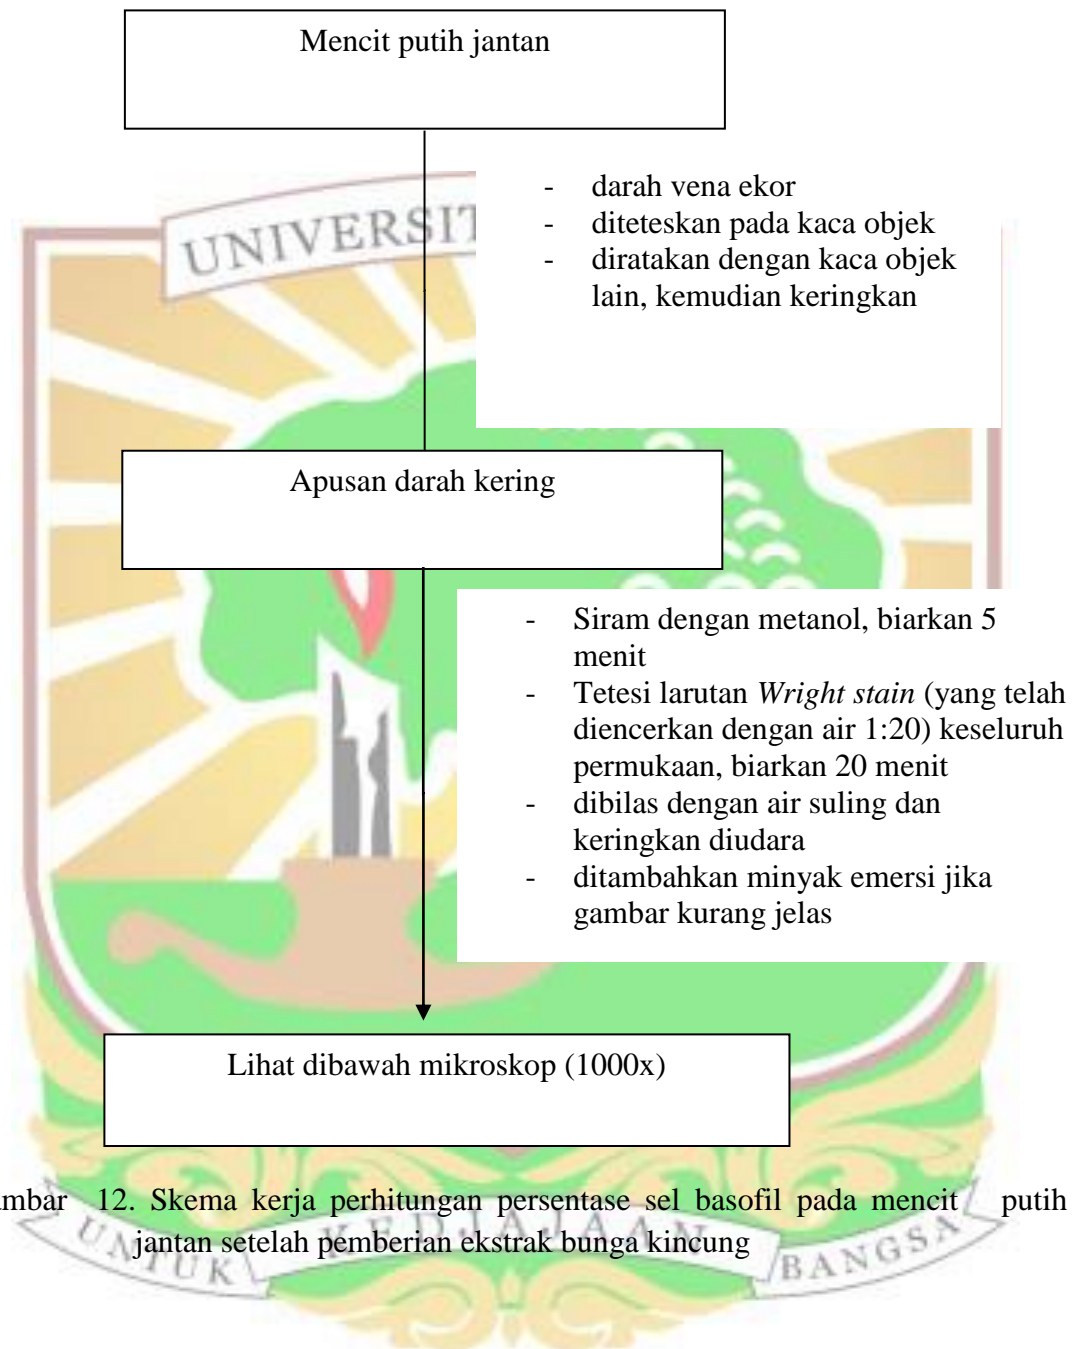 Mencit putih jantan
UNIVERSIT
- darah vena ekor
- diteteskan pada kaca objek
- diratakan dengan kaca objek
lain, kemudian keringkan
Apusan darah kering
- Siram dengan metanol, biarkan 5
menit
- Tetesi larutan Wright stain (yang telah
diencerkan dengan air 1:20) keseluruh
permukaan, biarkan 20 menit
- dibilas dengan air suling dan
keringkan diudara
- ditambahkan minyak emersi jika
gambar kurang jelas
Lihat dibawah mikroskop (1000x)
ambar 12. Skema kerja perhitungan persentase sel basofil pada mencit putih
jantan setelah pemberian ekstrak bunga kincung
UNTUK KEDJAJAAN BANGSA